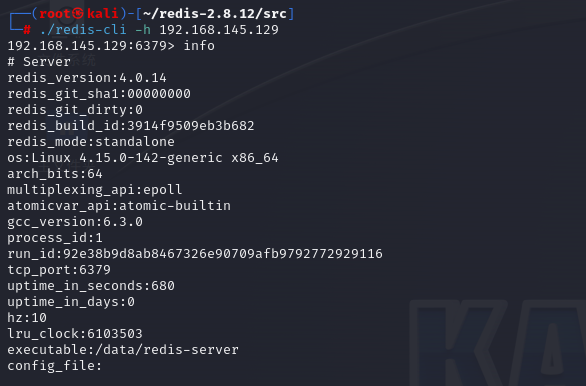 ┌──(root㉿kali)-[~/redis-2.8.12/src]
└─# ./redis-cli -h 192.168.145.129
192.168.145.129:6379> info
# Server
redis_version:4.0.14
redis_git_sha1:00000000
redis_git_dirty:0
redis_build_id:3914f9509eb3b682
redis_mode:standalone
os:Linux 4.15.0-142-generic x86_64
arch_bits:64
multiplexing_api:epoll
atomicvar_api:atomic-builtin
gcc_version:6.3.0
process_id:1
run_id:92e38b9d8ab8467326e90709afb9792772929116
tcp_port:6379
uptime_in_seconds:680
uptime_in_days:0
hz:10
lru_clock:6103503
executable:/data/redis-server
config_file:
KA